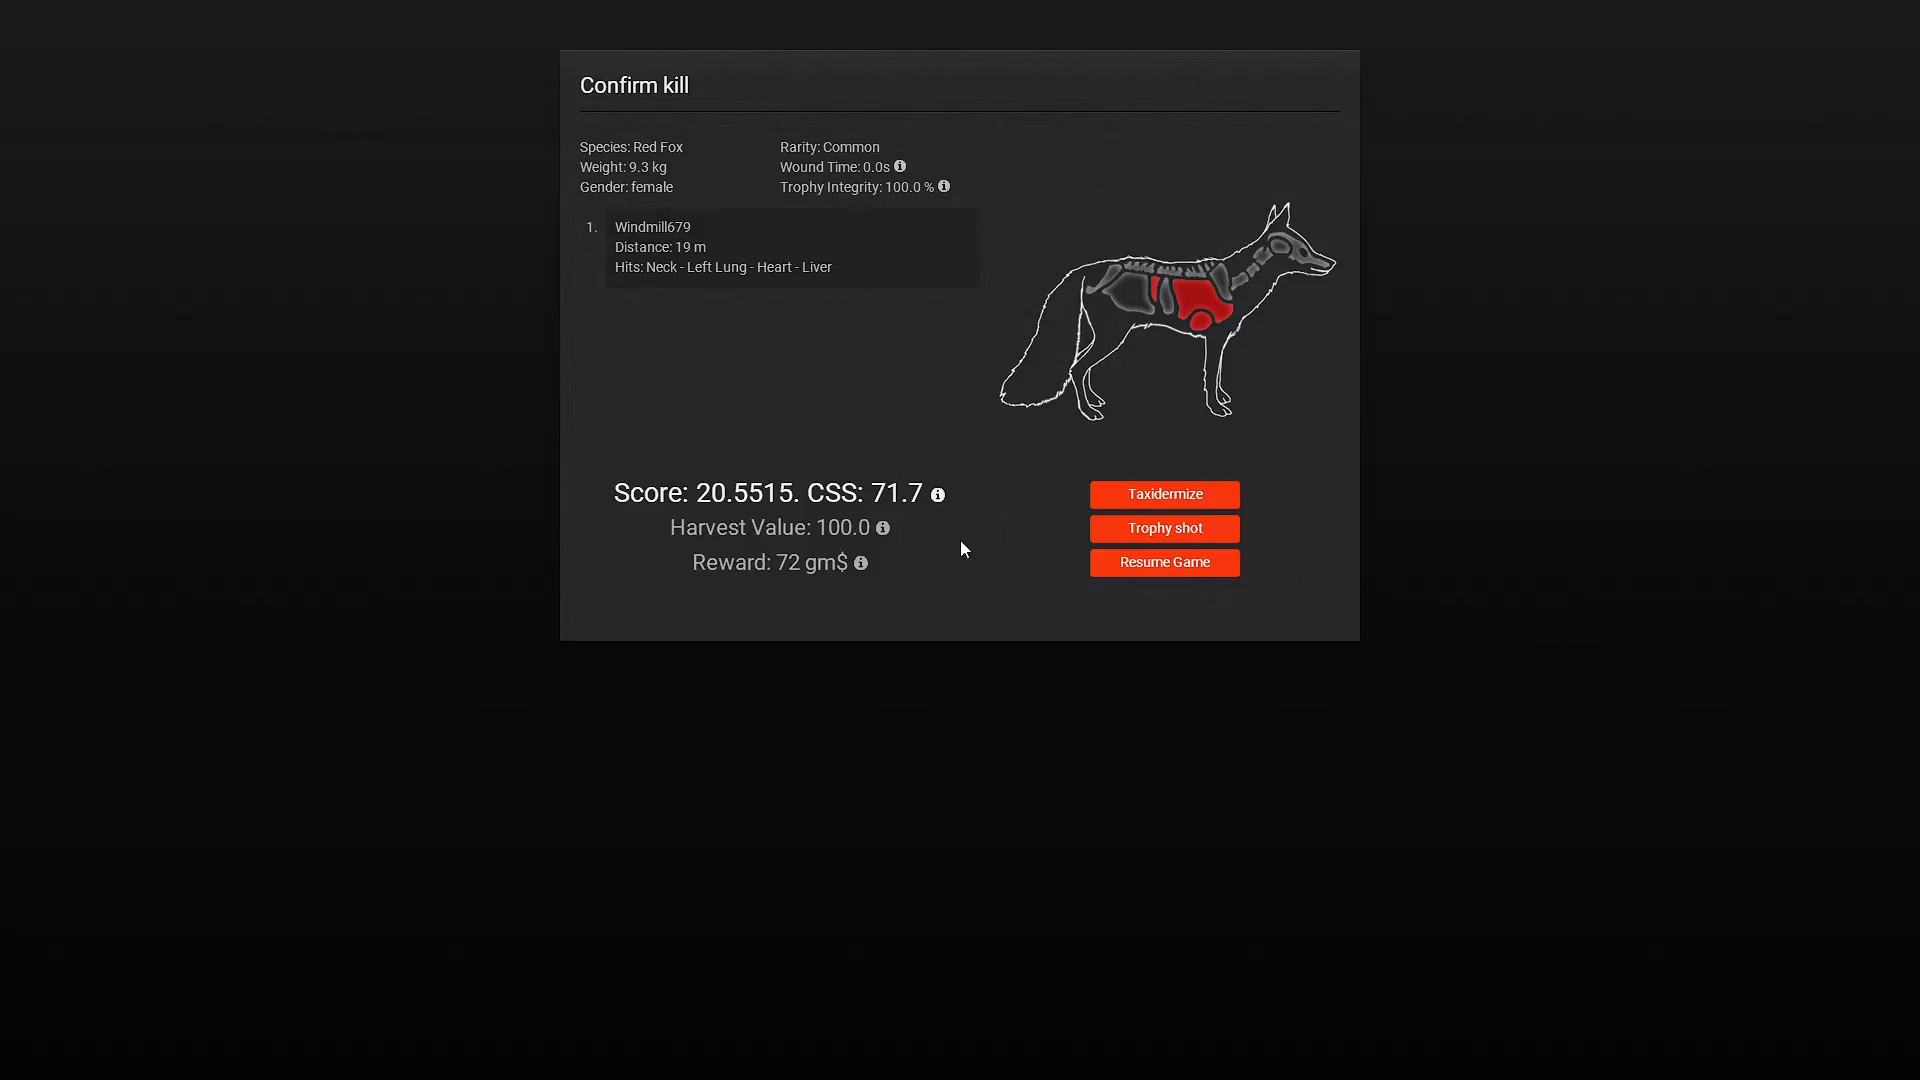 Confirm kill
Species: Red Fox
Weight: 9.3 kg
Gender: female
Rarity: Common
Wound Time: 0.0s
Trophy Integrity: 100.0 %
1.
Windmill679
Distance: 19 m
Hits: Neck - Left Lung - Heart - Liver
Score: 20.5515. CSS: 71.7
Harvest Value: 100.0
Reward: 72 gm$
Taxidermize
Trophy shot
Resume Game